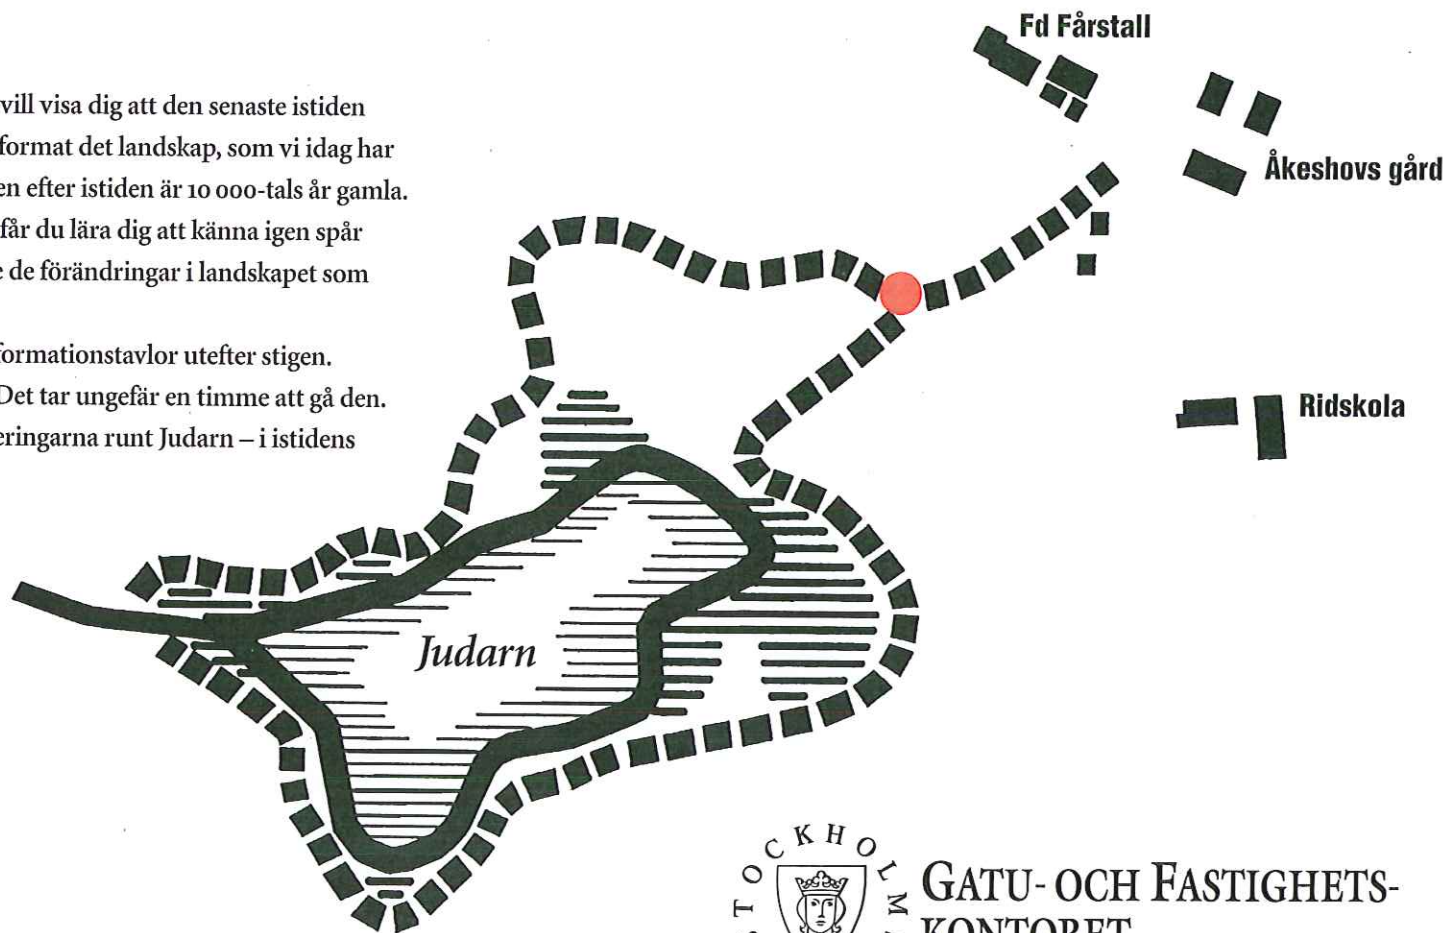 vill visa dig att den senaste istiden
format det landskap, som vi idag har
en efter istiden är 10 000-tals år gamla.
får du lära dig att känna igen spår
de förändringar i landskapet som
formationstavlor utefter stigen.
Det tar ungefär en timme att gå den.
eringarna runt Judarn – i istidens
Fd Fårstall
Åkeshovs gård
Ridskola
Judarn
STOCKHOLM
GATU- OCH FASTIGHETS-
KONTORET